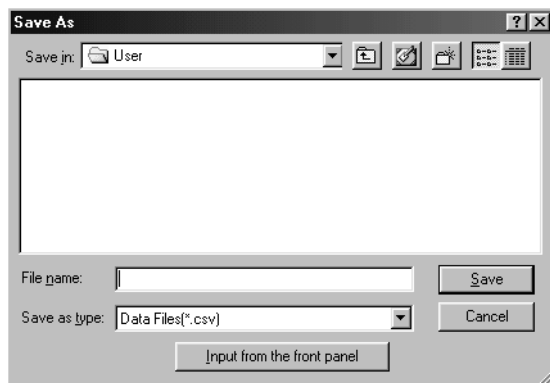 Save As
Save in: User
File name:
Save
Save as type: Data Files(*.csv)
Cancel
Input from the front panel